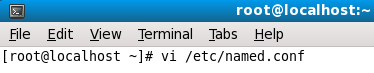 root@localhost:~
File Edit View Terminal Tabs Help
[root@localhost ~]# vi /etc/named.conf